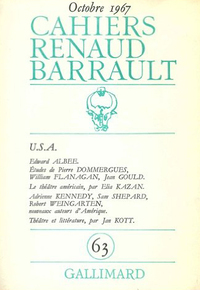 Octobre 1967
CAHIERS
RENAUD
BARRAULT
U.S.A.
Edward ALBEE.
Études de Pierre DOMMERGUES,
William FLANAGAN, Jean GOULD.
Le théâtre américain, par Elia KAZAN.
Adrienne KENNEDY, Sam SHEPARD,
Robert WEINGARTEN,
nouveaux auteurs d'Amérique.
Théâtre et littérature, par Jan KOTT.
63
GALLIMARD